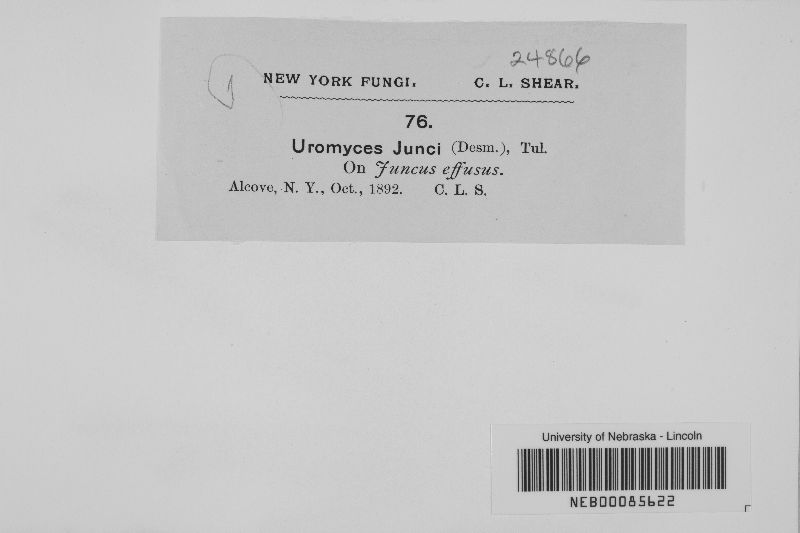 24866
NEW YORK FUNGI. C. L. SHEAR.
76.
Uromyces Junci (Desm.), Tul.
On Juncus effusus.
Alcove, N. Y., Oct., 1892. C. L. S.
University of Nebraska - Lincoln
NEB00085622